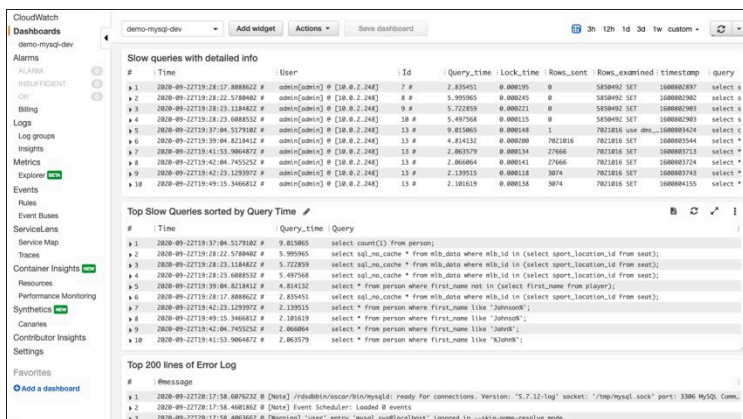 CloudWatch
Dashboards
demo-mysql-dev
Alarms
ALARM 0
INSUFFICIENT 0
OK 0
Billing
Logs
Log groups
Insights
Metrics
Explorer BETA
Events
Rules
Event Buses
ServiceLens
Service Map
Traces
Container Insights NEW
Resources
Performance Monitoring
Synthetics NEW
Canaries
Contributor Insights
Settings
Favorites
Add a dashboard
demo-mysql-dev Add widget Actions Save dashboard 1h 3h 12h 1d 3d 1w custom
Slow queries with detailed info
# Time User Id Query_time Lock_time Rows_sent Rows_examined timestamp query
1 2020-09-22T19:28:17.808862Z # admin[admin] @ [10.0.2.248] 7 # 2.835451 0.000195 0 5850492 SET 1600802897 select s
2 2020-09-22T19:28:22.578040Z # admin[admin] @ [10.0.2.248] 8 # 5.995965 0.000245 0 5850492 SET 1600802902 select s
3 2020-09-22T19:28:23.118482Z # admin[admin] @ [10.0.2.248] 9 # 5.722859 0.000221 0 5850492 SET 1600802903 select s
4 2020-09-22T19:28:23.608853Z # admin[admin] @ [10.0.2.248] 10 # 5.497568 0.000115 0 5850492 SET 1600802903 select s
5 2020-09-22T19:37:04.517910Z # admin[admin] @ [10.0.2.248] 13 # 9.015065 0.000148 1 7021016 use dms_...1600803424 select c
6 2020-09-22T19:39:04.821841Z # admin[admin] @ [10.0.2.248] 13 # 4.814132 0.000200 7021016 7021016 SET 1600803544 select *
7 2020-09-22T19:41:53.906487Z # admin[admin] @ [10.0.2.248] 13 # 2.063579 0.000134 27666 7021016 SET 1600803713 select *
8 2020-09-22T19:42:04.745525Z # admin[admin] @ [10.0.2.248] 13 # 2.066064 0.000141 27666 7021016 SET 1600803724 select *
9 2020-09-22T19:42:23.129397Z # admin[admin] @ [10.0.2.248] 13 # 2.139515 0.000118 3074 7021016 SET 1600803743 select *
10 2020-09-22T19:49:15.346681Z # admin[admin] @ [10.0.2.248] 13 # 2.101619 0.000138 3074 7021016 SET 1600804155 select *
Top Slow Queries sorted by Query Time
# Time Query_time Query
1 2020-09-22T19:37:04.517910Z # 9.015065 select count(1) from person;
2 2020-09-22T19:28:22.578040Z # 5.995965 select sql_no_cache * from mlb_data where mlb_id in (select sport_location_id from seat);
3 2020-09-22T19:28:23.118482Z # 5.722859 select sql_no_cache * from mlb_data where mlb_id in (select sport_location_id from seat);
4 2020-09-22T19:28:23.608853Z # 5.497568 select sql_no_cache * from mlb_data where mlb_id in (select sport_location_id from seat);
5 2020-09-22T19:39:04.821841Z # 4.814132 select * from person where first_name not in (select first_name from player);
6 2020-09-22T19:28:17.808862Z # 2.835451 select sql_no_cache * from mlb_data where mlb_id in (select sport_location_id from seat);
7 2020-09-22T19:42:23.129397Z # 2.139515 select * from person where first_name like 'Johnson%';
8 2020-09-22T19:49:15.346681Z # 2.101619 select * from person where first_name like 'Johnso%';
9 2020-09-22T19:42:04.745525Z # 2.066064 select * from person where first_name like 'John%';
10 2020-09-22T19:41:53.906487Z # 2.063579 select * from person where first_name like '%John%';
Top 200 lines of Error Log
# @message
1 2020-09-22T20:17:58.607623Z 0 [Note] /rdsdbbin/oscar/bin/mysqld: ready for connections. Version: '5.7.12-log' socket: '/tmp/mysql.sock' port: 3306 MySQL Comm...
2 2020-09-22T20:17:58.460186Z 0 [Note] Event Scheduler: Loaded 0 events